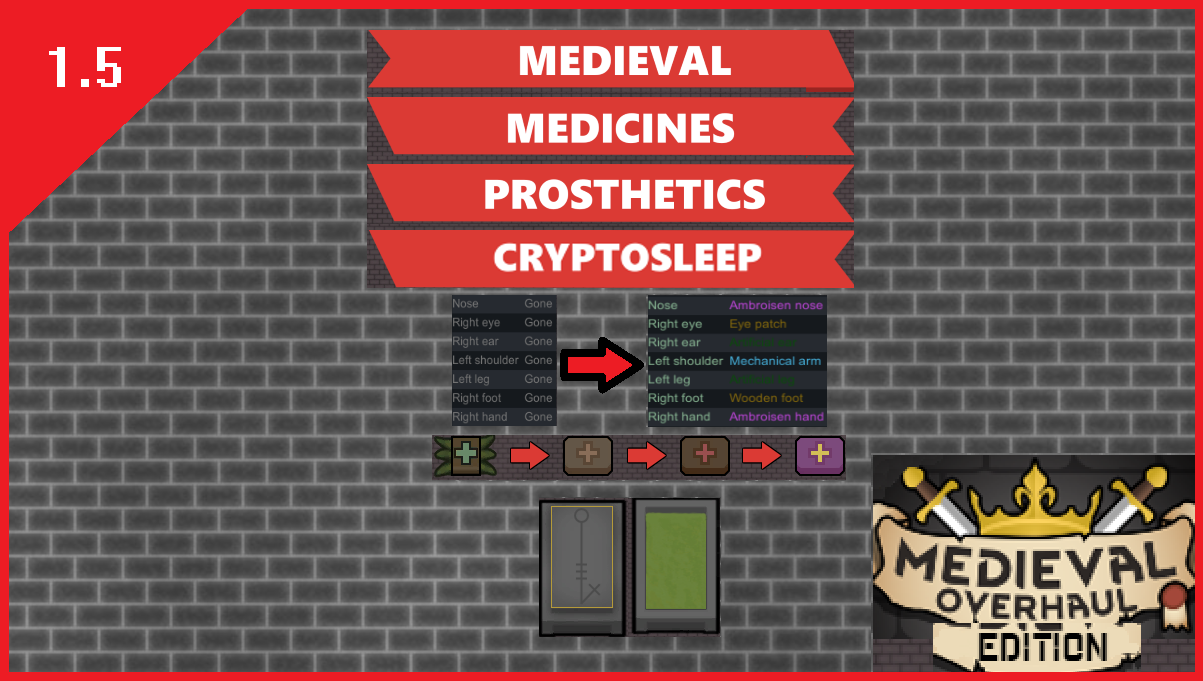 1.5
MEDIEVAL
MEDICINES
PROSTHETICS
CRYPTOSLEEP
Nose Gone
Right eye Gone
Right ear Gone
Left shoulder Gone
Left leg Gone
Right foot Gone
Right hand Gone
Nose Ambroisen nose
Right eye Eye patch
Right ear
Left shoulder Mechanical arm
Left leg
Right foot Wooden foot
Right hand Ambroisen hand
MEDIEVAL
OVERHAUL
EDITION